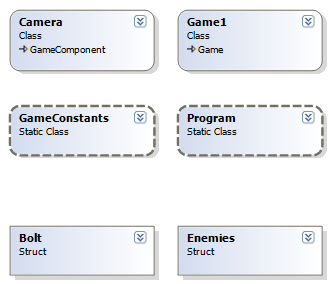 Camera
Class
GameComponent
Game1
Class
Game
GameConstants
Static Class
Program
Static Class
Bolt
Struct
Enemies
Struct